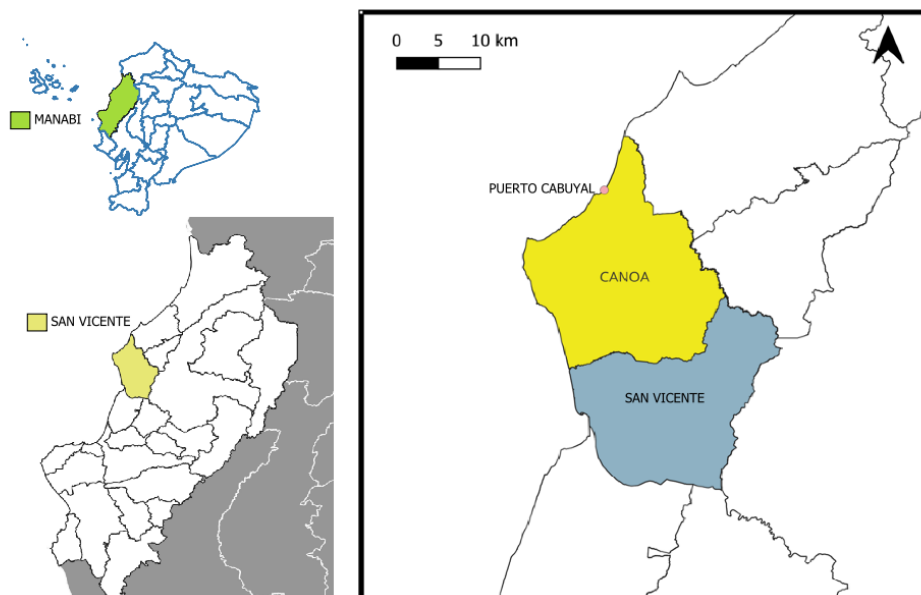 MANABI
SAN VICENTE
0 5 10 km
PUERTO CABUYAL
CANOA
SAN VICENTE